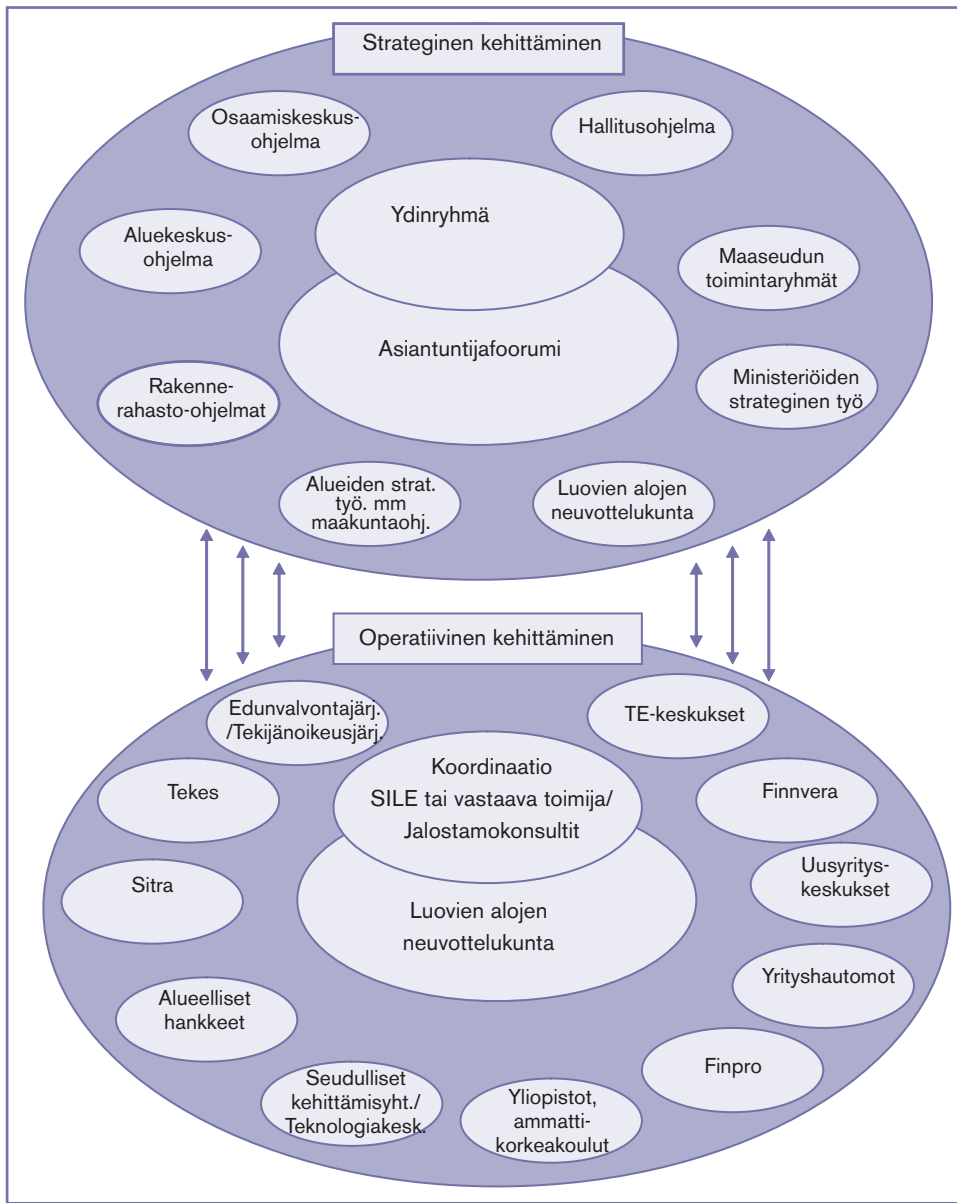 Strateginen kehittäminen
Osaamiskeskus-
ohjelma
Hallitusohjelma
Ydinryhmä
Aluekeskus-
ohjelma
Maaseudun
toimintaryhmät
Asiantuntijafoorumi
Rakenne-
rahasto-ohjelmat
Ministeriöiden
strateginen työ
Alueiden strat.
työ. mm
maakuntaohj.
Luovien alojen
neuvottelukunta
Operatiivinen kehittäminen
Edunvalvontajärj.
/Tekijänoikeusjärj.
TE-keskukset
Koordinaatio
SILE tai vastaava toimija/
Jalostamokonsultit
Tekes
Finnvera
Sitra
Uusyritys-
keskukset
Luovien alojen
neuvottelukunta
Yrityshautomot
Alueelliset
hankkeet
Finpro
Seudulliset
kehittämisyht./
Teknologiakesk.
Yliopistot,
ammatti-
korkeakoulut